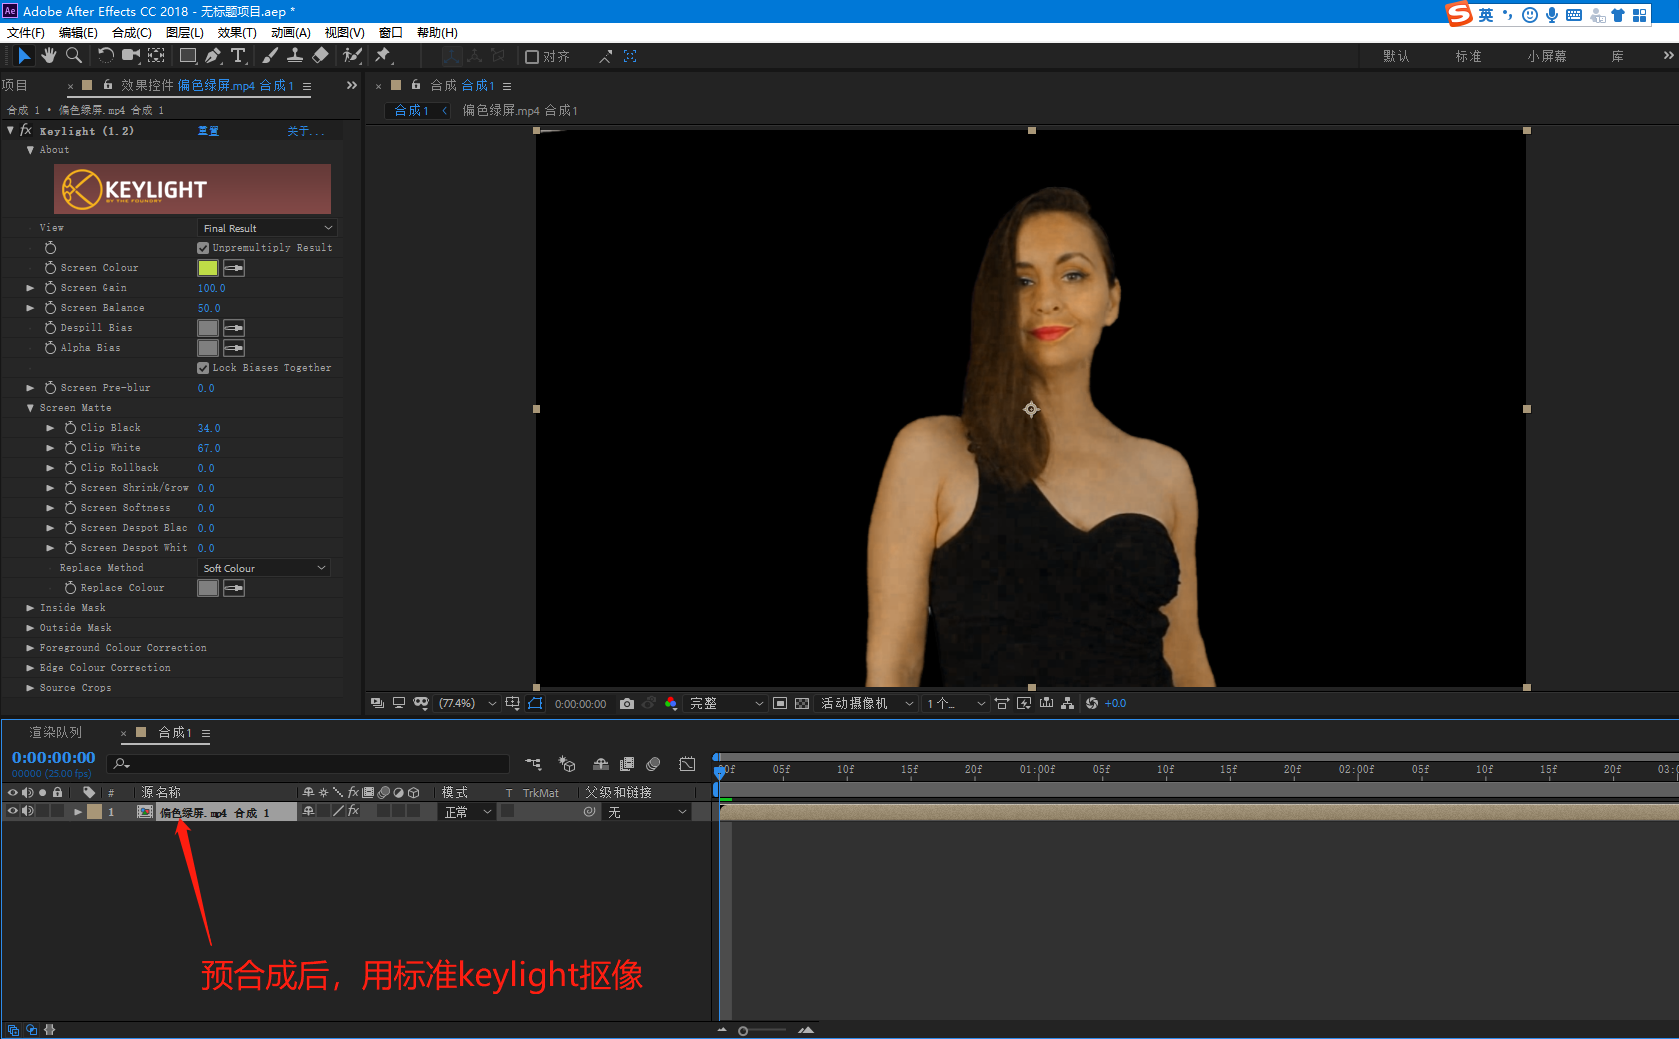 Ae Adobe After Effects CC 2018 - 无标题项目.aep *
英
文件(F) 编辑(E) 合成(C) 图层(L) 效果(T) 动画(A) 视图(V) 窗口 帮助(H)
对齐
默认 标准 小屏幕 库
项目 效果控件 偏色绿屏.mp4 合成 1
合成 1 • 偏色绿屏.mp4 合成 1
fx Keylight (1.2) 重置 关于...
About
KEYLIGHT
BY THE FOUNDRY
View Final Result
Unpremultiply Result
Screen Colour
Screen Gain 100.0
Screen Balance 50.0
Despill Bias
Alpha Bias
Lock Biases Together
Screen Pre-blur 0.0
Screen Matte
Clip Black 34.0
Clip White 67.0
Clip Rollback 0.0
Screen Shrink/Grow 0.0
Screen Softness 0.0
Screen Despot Blac 0.0
Screen Despot Whit 0.0
Replace Method Soft Colour
Replace Colour
Inside Mask
Outside Mask
Foreground Colour Correction
Edge Colour Correction
Source Crops
合成 合成1
合成1 偏色绿屏.mp4 合成1
(77.4%) 0:00:00:00 完整 活动摄像机 1个... +0.0
渲染队列 合成1
0:00:00:00
00000 (25.00 fps)
:00f 05f 10f 15f 20f 01:00f 05f 10f 15f 20f 02:00f 05f 10f 15f 20f 03:0
# 源名称 fx 模式 T TrkMat 父级和链接
1 偏色绿屏.mp4 合成 1 fx 正常 无
预合成后，用标准keylight抠像